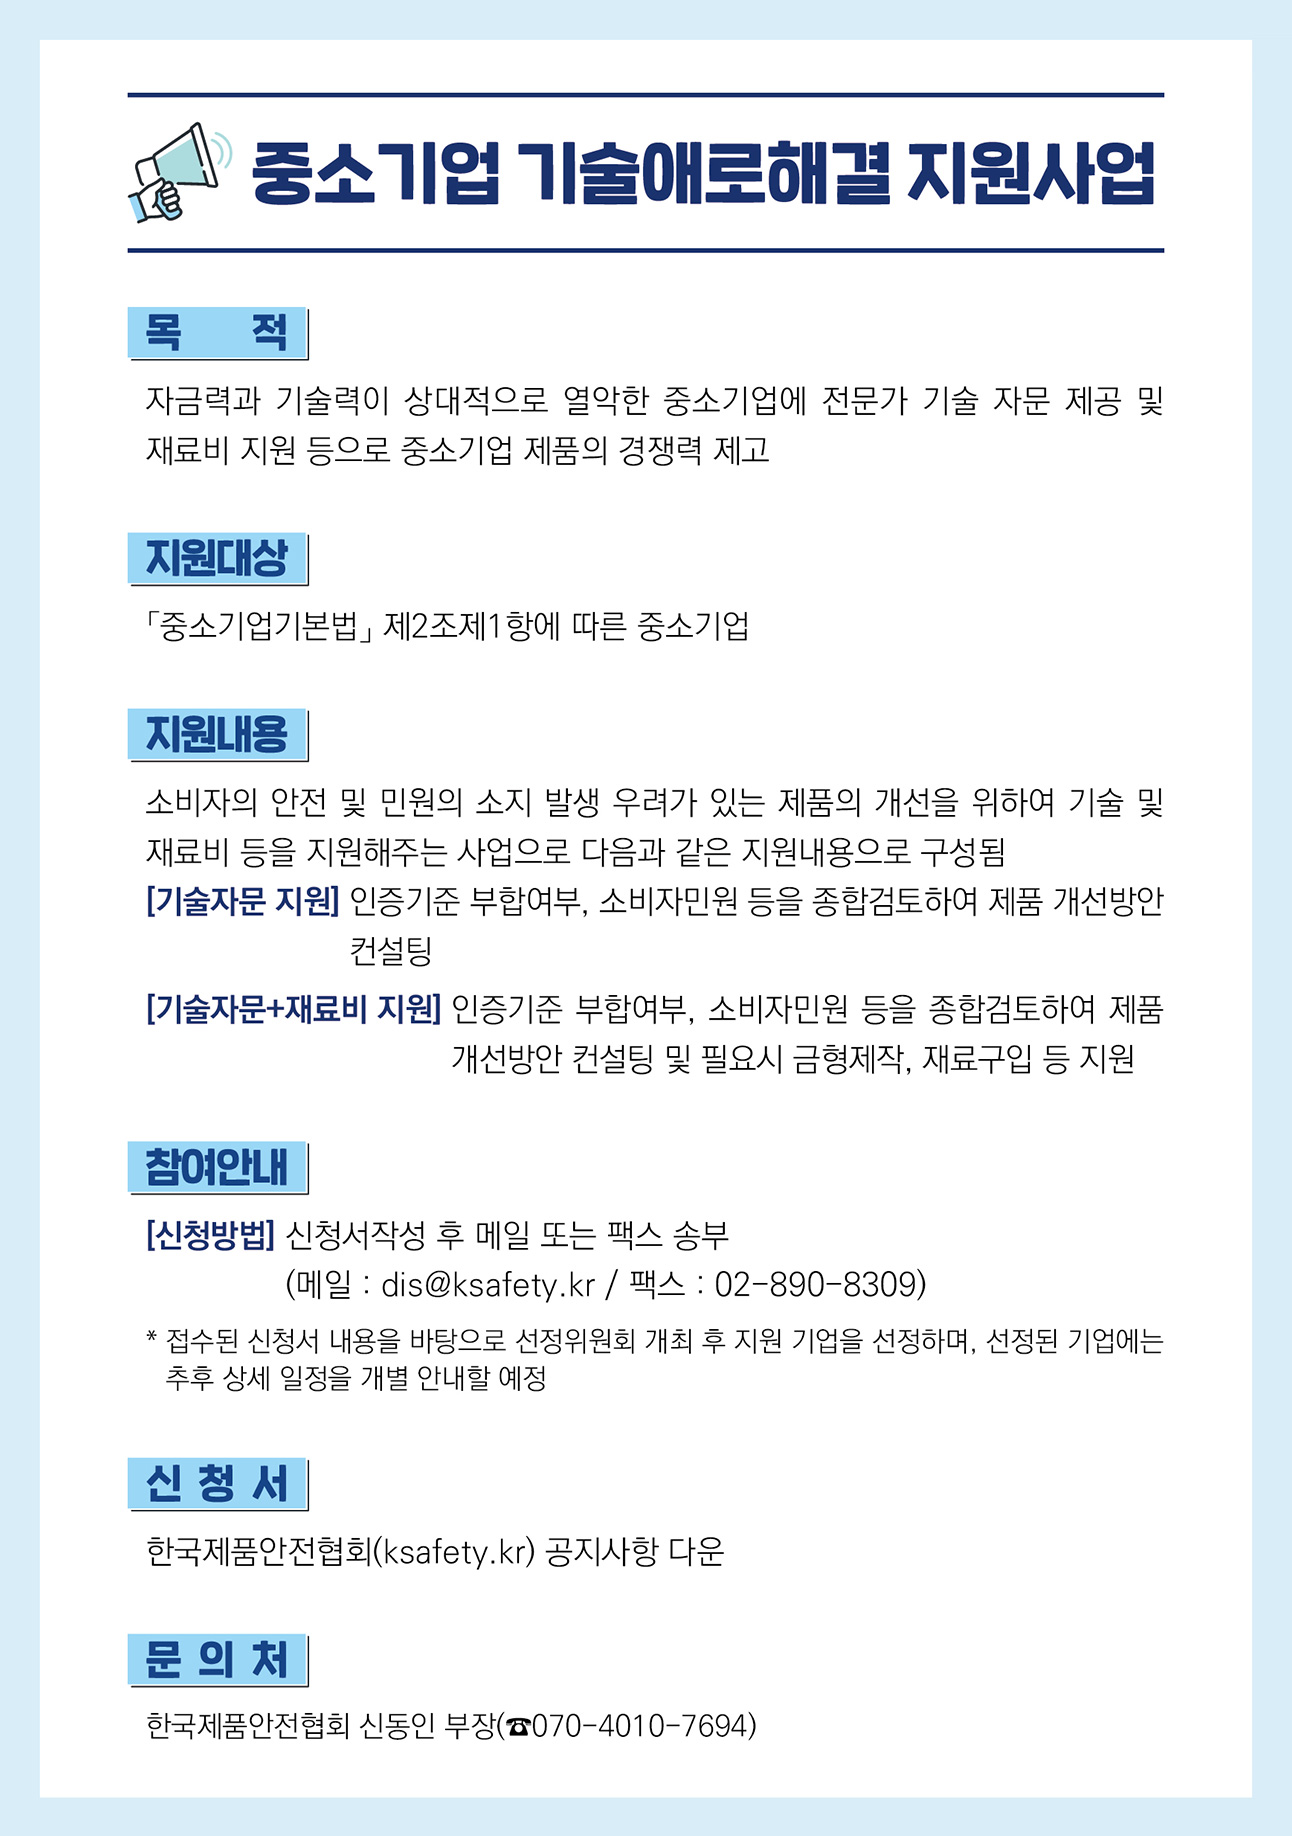 중소기업 기술애로해결 지원사업
목 적
자금력과 기술력이 상대적으로 열악한 중소기업에 전문가 기술 자문 제공 및
재료비 지원 등으로 중소기업 제품의 경쟁력 제고
지원대상
「중소기업기본법」 제2조제1항에 따른 중소기업
지원내용
소비자의 안전 및 민원의 소지 발생 우려가 있는 제품의 개선을 위하여 기술 및
재료비 등을 지원해주는 사업으로 다음과 같은 지원내용으로 구성됨
[기술자문 지원] 인증기준 부합여부, 소비자민원 등을 종합검토하여 제품 개선방안
컨설팅
[기술자문+재료비 지원] 인증기준 부합여부, 소비자민원 등을 종합검토하여 제품
개선방안 컨설팅 및 필요시 금형제작, 재료구입 등 지원
참여안내
[신청방법] 신청서작성 후 메일 또는 팩스 송부
(메일 : dis@ksafety.kr / 팩스 : 02-890-8309)
* 접수된 신청서 내용을 바탕으로 선정위원회 개최 후 지원 기업을 선정하며, 선정된 기업에는
추후 상세 일정을 개별 안내할 예정
신 청 서
한국제품안전협회(ksafety.kr) 공지사항 다운
문 의 처
한국제품안전협회 신동인 부장(☎070-4010-7694)